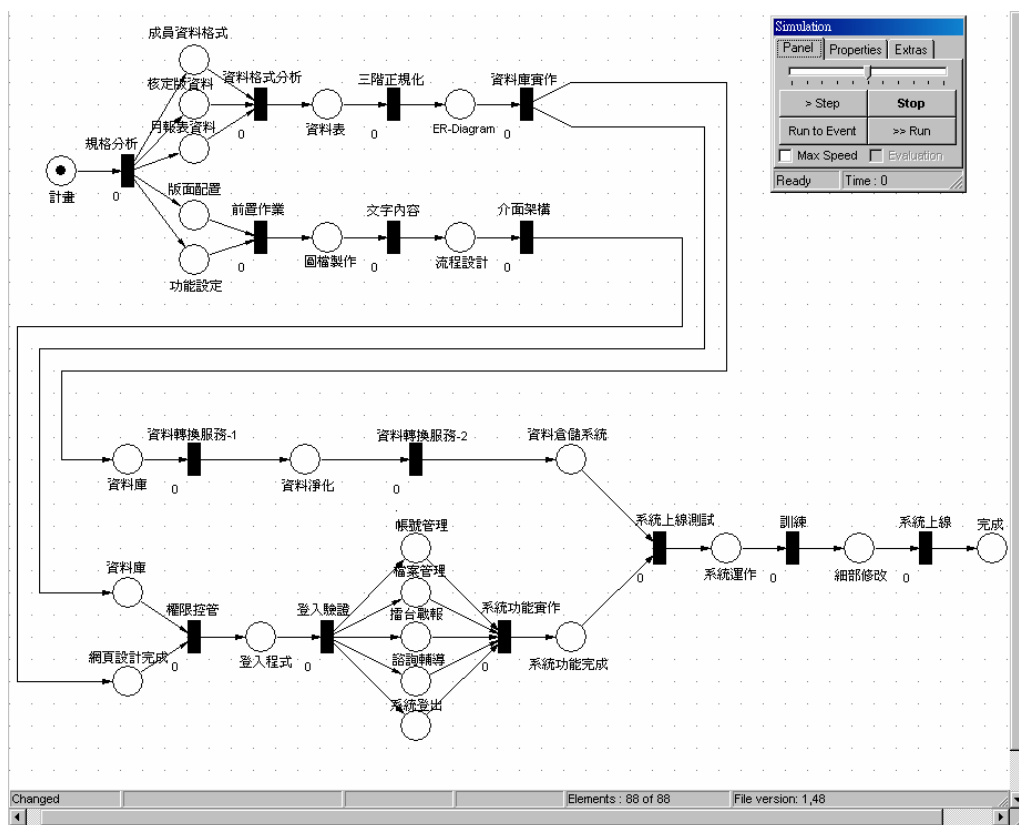 成員資料格式
核定版資料
月報表資料
資料格式分析
0
三階正規化
0
資料庫實作
0
資料表
ER-Diagram
規格分析
0
計畫
版面配置
功能設定
前置作業
0
圖檔製作
文字內容
0
流程設計
介面架構
0
Simulation
Panel
Properties
Extras
> Step
Stop
Run to Event
>> Run
Max Speed
Evaluation
Ready
Time : 0
資料庫
資料轉換服務-1
0
資料淨化
資料轉換服務-2
0
資料倉儲系統
系統上線測試
0
系統運作
訓練
0
細部修改
系統上線
0
完成
資料庫
網頁設計完成
權限控管
0
登入程式
登入驗證
0
帳號管理
檔案管理
擂台戰報
諮詢輔導
系統登出
系統功能實作
0
系統功能完成
Changed
Elements : 88 of 88
File version: 1,48